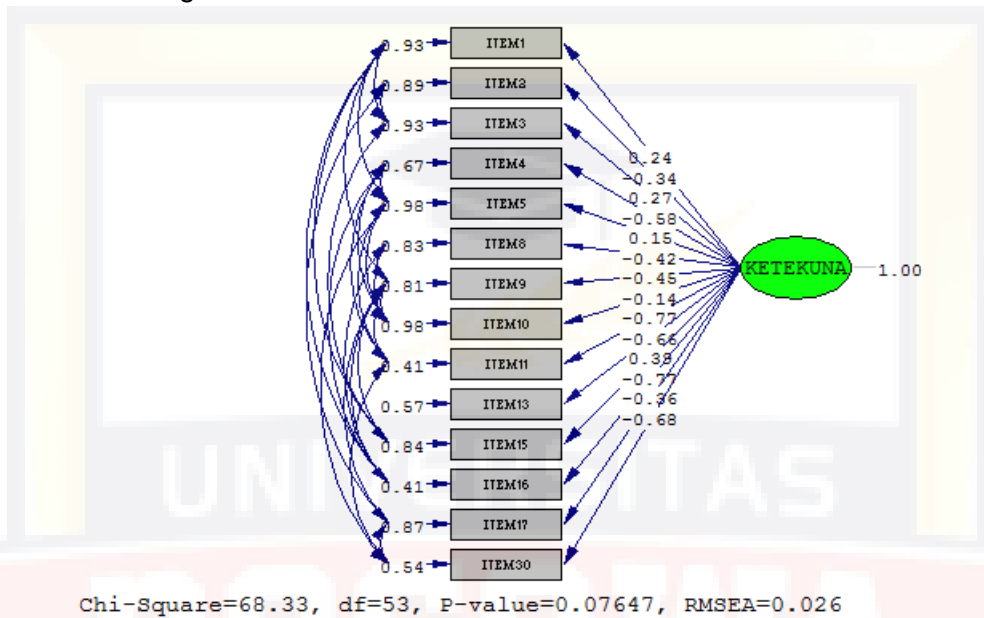 0.93 ITEM1
0.89 ITEM2
0.93 ITEM3
0.67 ITEM4
0.98 ITEM5
0.83 ITEM8
0.81 ITEM9
0.98 ITEM10
0.41 ITEM11
0.57 ITEM13
0.84 ITEM15
0.41 ITEM16
0.87 ITEM17
0.54 ITEM30
0.24
-0.34
0.27
-0.58
0.15
-0.42
-0.45
-0.14
-0.77
-0.66
0.39
-0.77
-0.36
-0.68
KETEKUNA 1.00
UNIVERSITAS
Chi-Square=68.33, df=53, P-value=0.07647, RMSEA=0.026